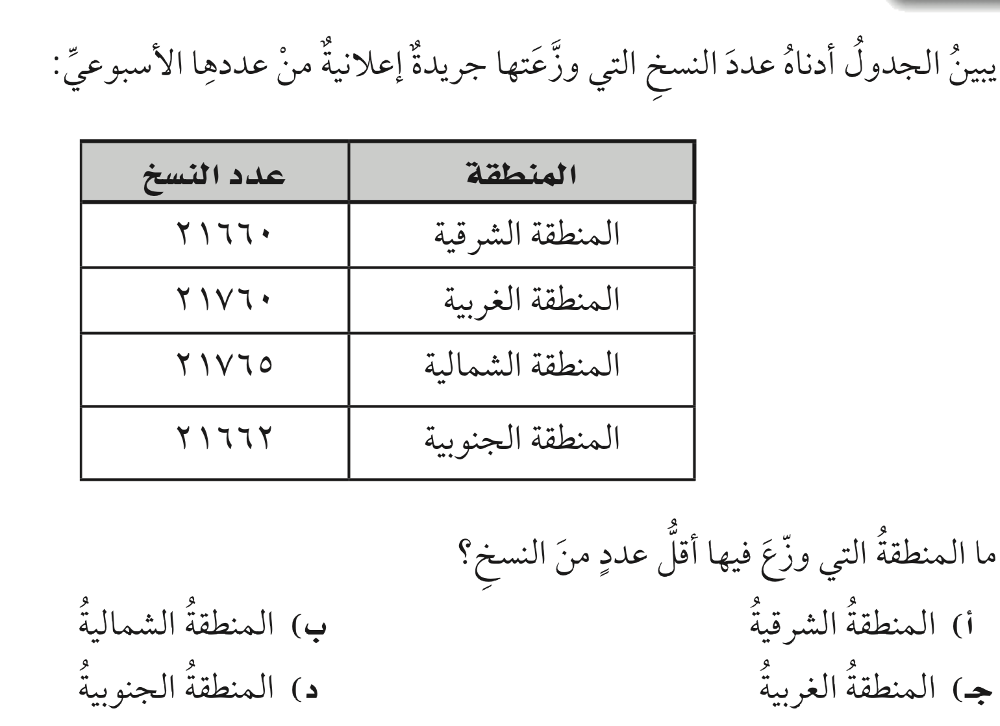 يبينُ الجدولُ أدناهُ عددَ النسخِ التي وزَّعَتها جريدةٌ إعلانيةٌ منْ عددهِا الأسبوعيِّ:
المنطقة عدد النسخ
المنطقة الشرقية ٢١٦٦٠
المنطقة الغربية ٢١٧٦٠
المنطقة الشمالية ٢١٧٦٥
المنطقة الجنوبية ٢١٦٦٢
ما المنطقةُ التي وزّعَ فيها أقلُّ عددٍ منَ النسخِ؟
أ) المنطقةُ الشرقيةُ ب) المنطقةُ الشماليةُ
جـ) المنطقةُ الغربيةُ د) المنطقةُ الجنوبيةُ